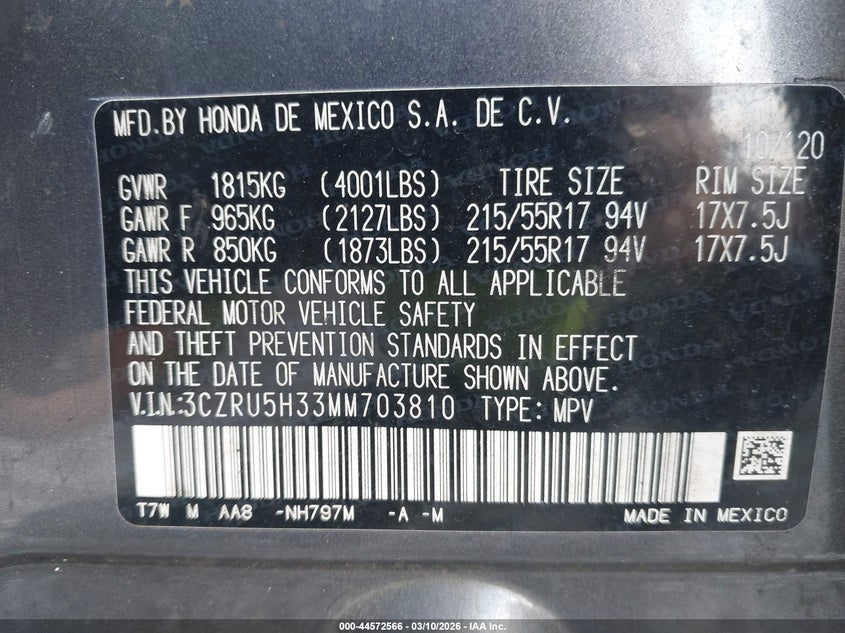 MFD.BY HONDA DE MEXICO S.A. DE C.V.
10/120
GVWR 1815KG (4001LBS) TIRE SIZE RIM SIZE
GAWR F 965KG (2127LBS) 215/55R17 94V 17X7.5J
GAWR R 850KG (1873LBS) 215/55R17 94V 17X7.5J
THIS VEHICLE CONFORMS TO ALL APPLICABLE
FEDERAL MOTOR VEHICLE SAFETY
AND THEFT PREVENTION STANDARDS IN EFFECT
ON THE DATE OF MANUFACTURE SHOWN ABOVE.
V.I.N.:3CZRU5H33MM703810 TYPE: MPV
T7W M AA8 -NH797M -A -M MADE IN MEXICO
000-44572566 - 03/10/2026 - IAA Inc.